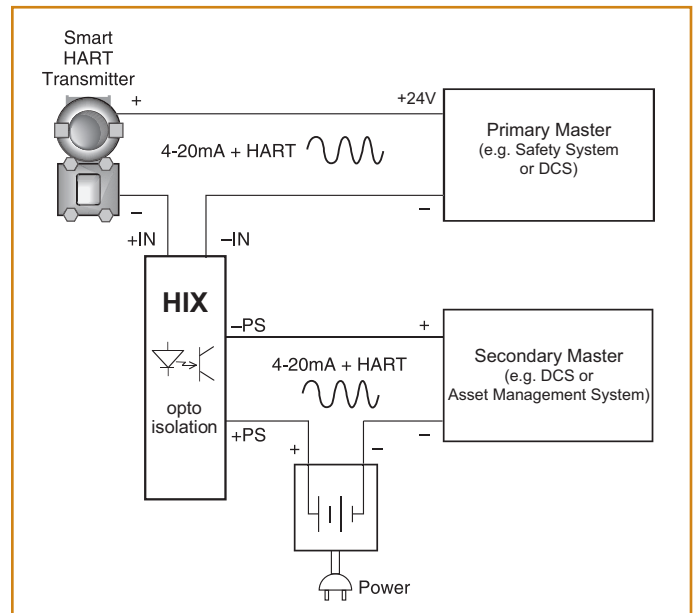 Smart
HART
Transmitter
+
+24V
Primary Master
(e.g. Safety System
or DCS)
4-20mA + HART
–
–
+IN
–IN
HIX
–PS
+
opto
isolation
4-20mA + HART
Secondary Master
(e.g. DCS or
Asset Management System)
+PS
+
–
–
Power